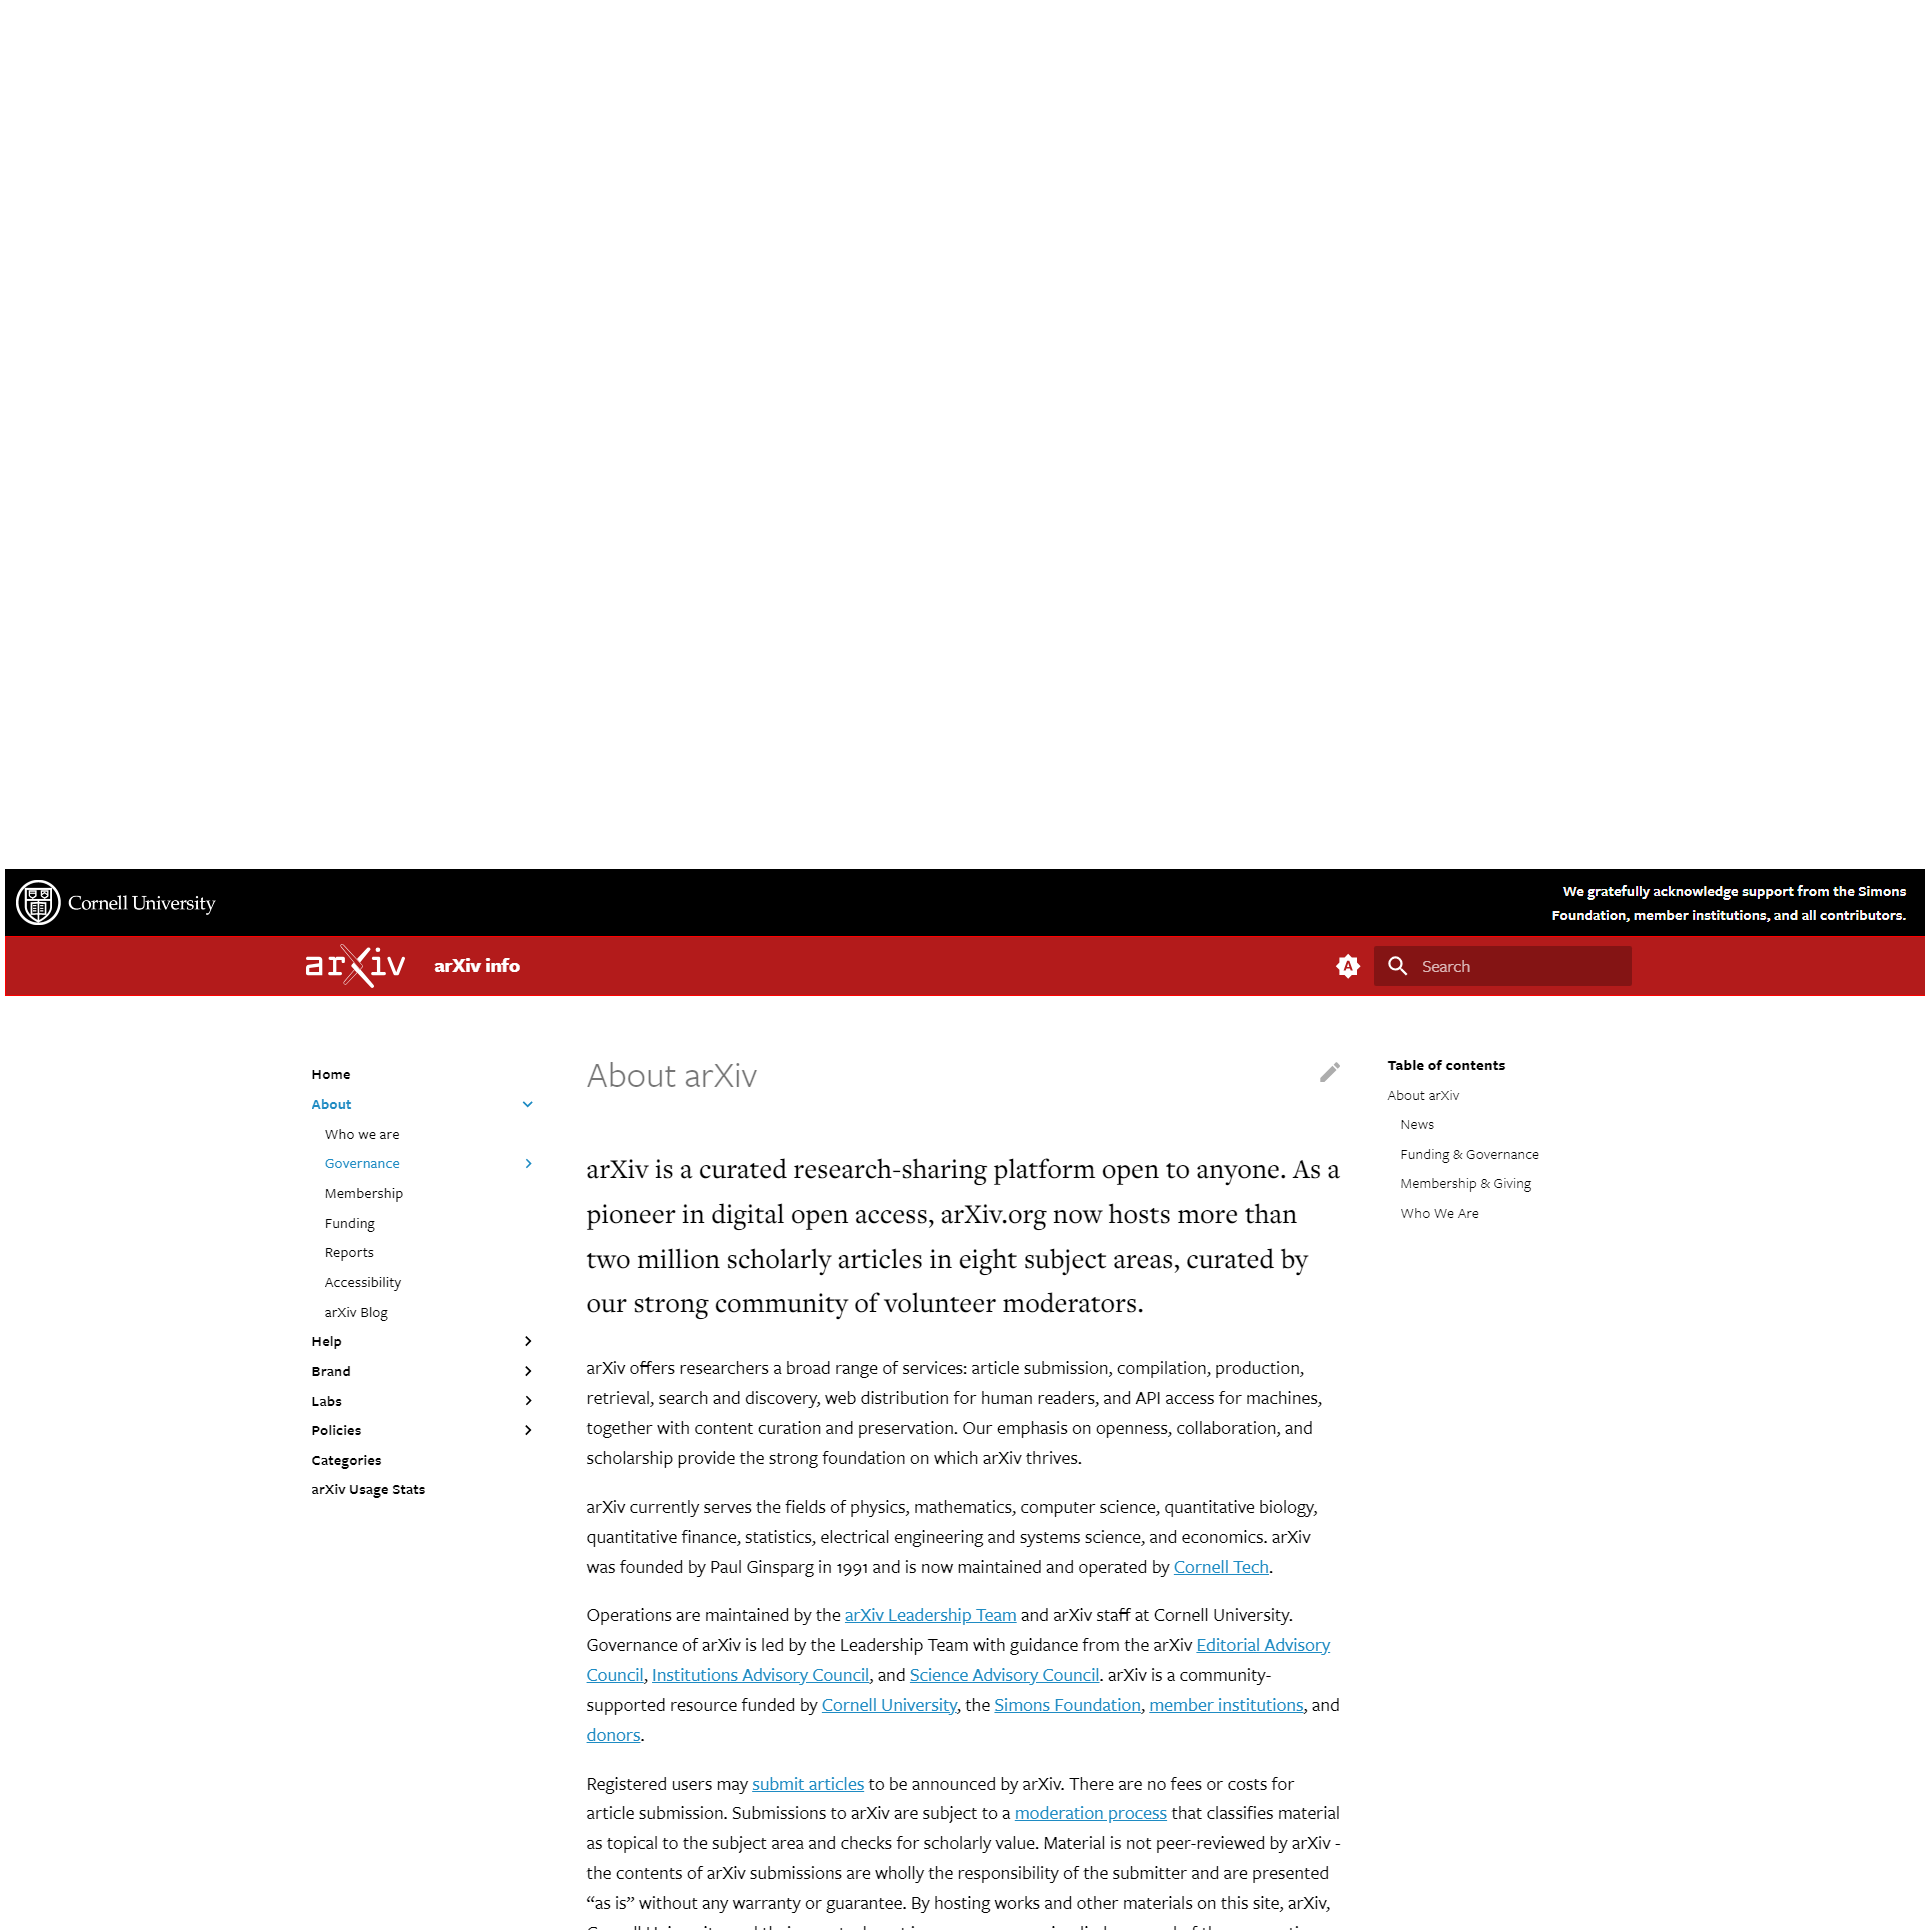 Cornell University
We gratefully acknowledge support from the Simons
Foundation, member institutions, and all contributors.
arXiv
arXiv info
A
Search
Home
About
Who we are
Governance
Membership
Funding
Reports
Accessibility
arXiv Blog
Help
Brand
Labs
Policies
Categories
arXiv Usage Stats
About arXiv
arXiv is a curated research-sharing platform open to anyone. As a
pioneer in digital open access, arXiv.org now hosts more than
two million scholarly articles in eight subject areas, curated by
our strong community of volunteer moderators.
arXiv offers researchers a broad range of services: article submission, compilation, production,
retrieval, search and discovery, web distribution for human readers, and API access for machines,
together with content curation and preservation. Our emphasis on openness, collaboration, and
scholarship provide the strong foundation on which arXiv thrives.
arXiv currently serves the fields of physics, mathematics, computer science, quantitative biology,
quantitative finance, statistics, electrical engineering and systems science, and economics. arXiv
was founded by Paul Ginsparg in 1991 and is now maintained and operated by Cornell Tech.
Operations are maintained by the arXiv Leadership Team and arXiv staff at Cornell University.
Governance of arXiv is led by the Leadership Team with guidance from the arXiv Editorial Advisory
Council, Institutions Advisory Council, and Science Advisory Council. arXiv is a community-
supported resource funded by Cornell University, the Simons Foundation, member institutions, and
donors.
Registered users may submit articles to be announced by arXiv. There are no fees or costs for
article submission. Submissions to arXiv are subject to a moderation process that classifies material
as topical to the subject area and checks for scholarly value. Material is not peer-reviewed by arXiv -
the contents of arXiv submissions are wholly the responsibility of the submitter and are presented
“as is” without any warranty or guarantee. By hosting works and other materials on this site, arXiv,
Table of contents
About arXiv
News
Funding & Governance
Membership & Giving
Who We Are